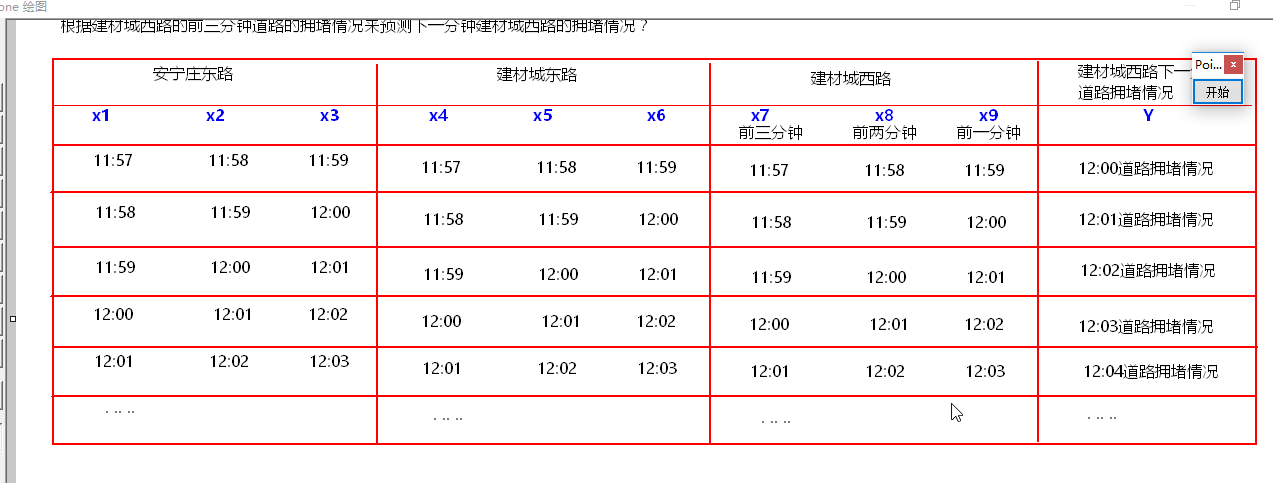 one 绘图
根据建材城西路的前三分钟道路的拥堵情况来预测下一分钟建材城西路的拥堵情况？
安宁庄东路 建材城东路 建材城西路 建材城西路下一
道路拥堵情况
Poi... x
开始
x1 x2 x3 x4 x5 x6 x7 x8 x9 Y
前三分钟 前两分钟 前一分钟
11:57 11:58 11:59 11:57 11:58 11:59 11:57 11:58 11:59 12:00道路拥堵情况
11:58 11:59 12:00 11:58 11:59 12:00 11:58 11:59 12:00 12:01道路拥堵情况
11:59 12:00 12:01 11:59 12:00 12:01 11:59 12:00 12:01 12:02道路拥堵情况
12:00 12:01 12:02 12:00 12:01 12:02 12:00 12:01 12:02 12:03道路拥堵情况
12:01 12:02 12:03 12:01 12:02 12:03 12:01 12:02 12:03 12:04道路拥堵情况
. .. .. . .. .. . .. .. . .. ..